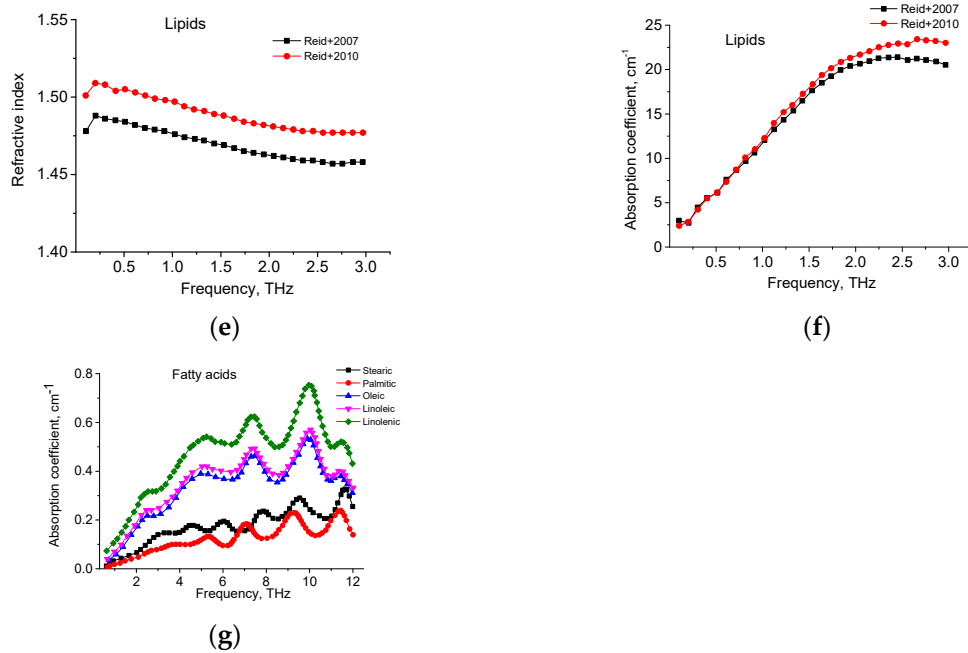 Lipids
Reid+2007
Reid+2010
1.55
1.50
1.45
1.40
Refractive index
0.5 1.0 1.5 2.0 2.5 3.0
Frequency, THz
(e)
Lipids
Reid+2007
Reid+2010
25
20
15
10
5
0
Absorption coefficient, cm-1
0.5 1.0 1.5 2.0 2.5 3.0
Frequency, THz
(f)
Fatty acids
Stearic
Palmitic
Oleic
Linoleic
Linolenic
0.8
0.6
0.4
0.2
0.0
Absorption coefficient, cm-1
2 4 6 8 10 12
Frequency, THz
(g)